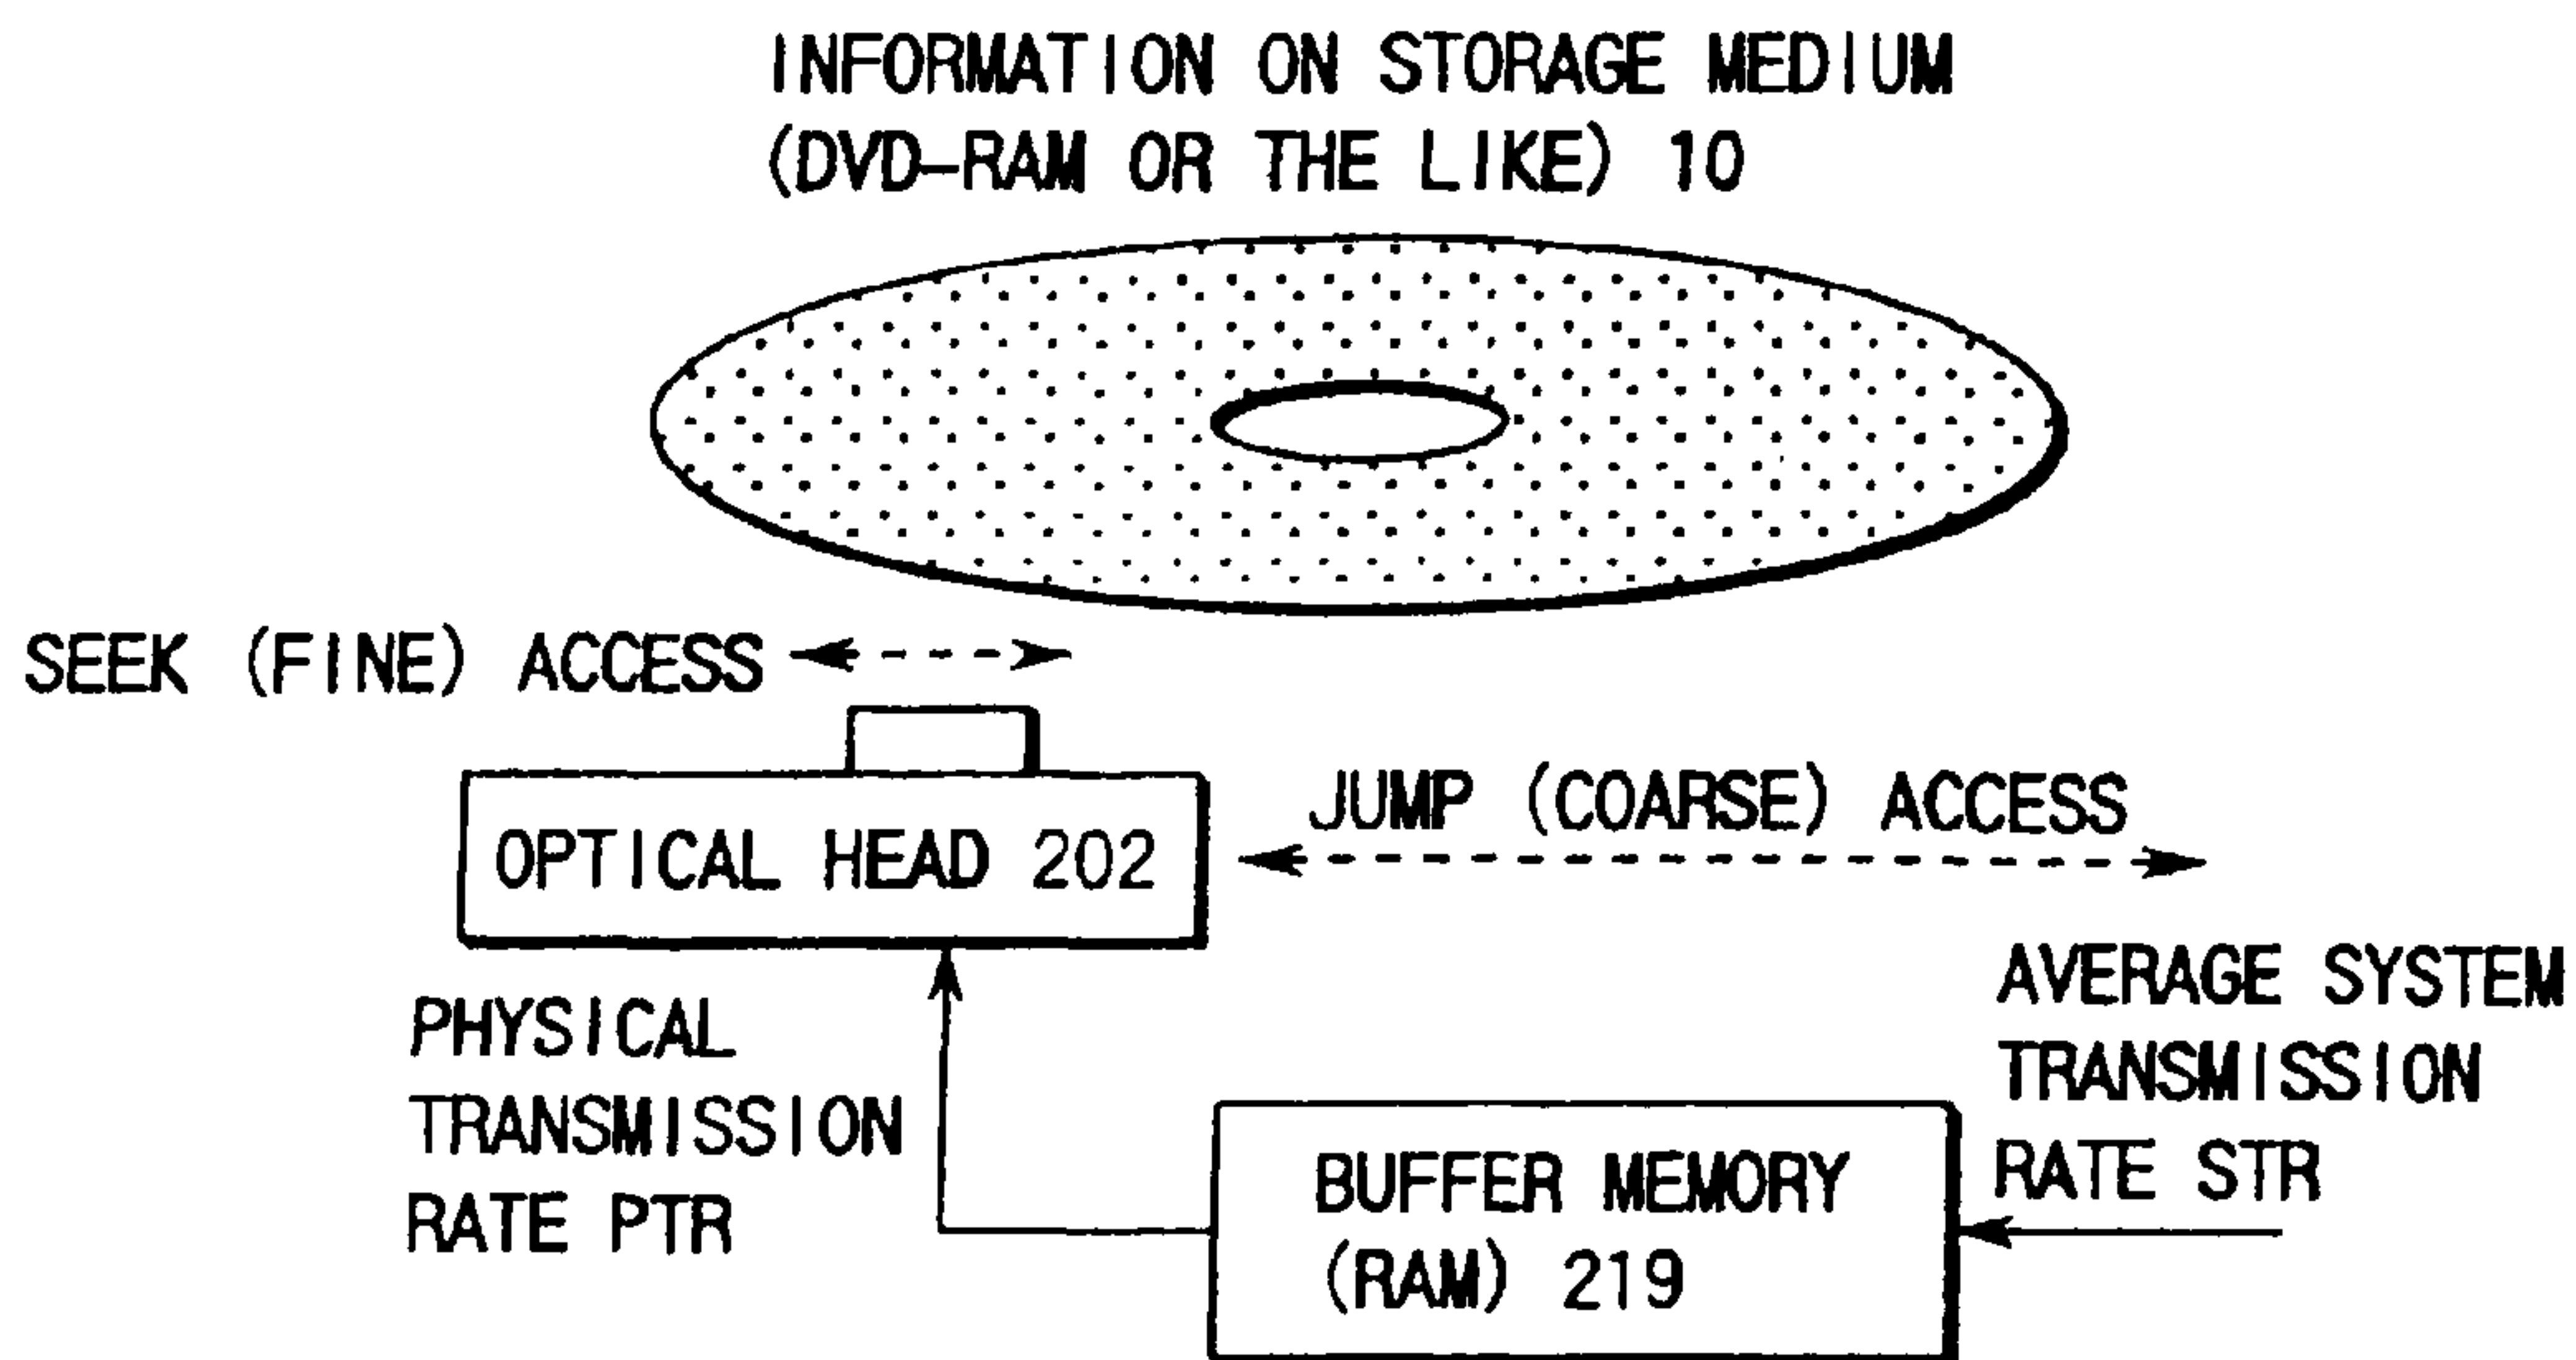 INFORMATION ON STORAGE MEDIUM
(DVD-RAM OR THE LIKE) 10
SEEK (FINE) ACCESS
OPTICAL HEAD 202
JUMP (COARSE) ACCESS
PHYSICAL
TRANSMISSION
RATE PTR
AVERAGE SYSTEM
TRANSMISSION
RATE STR
BUFFER MEMORY
(RAM) 219